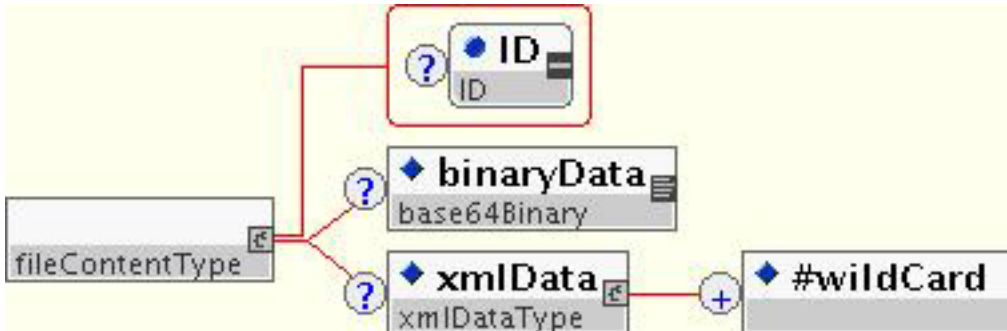 ?
ID
ID
?
binaryData
base64Binary
fileContentType
?
xmlData
xmlDataType
+
#wildCard